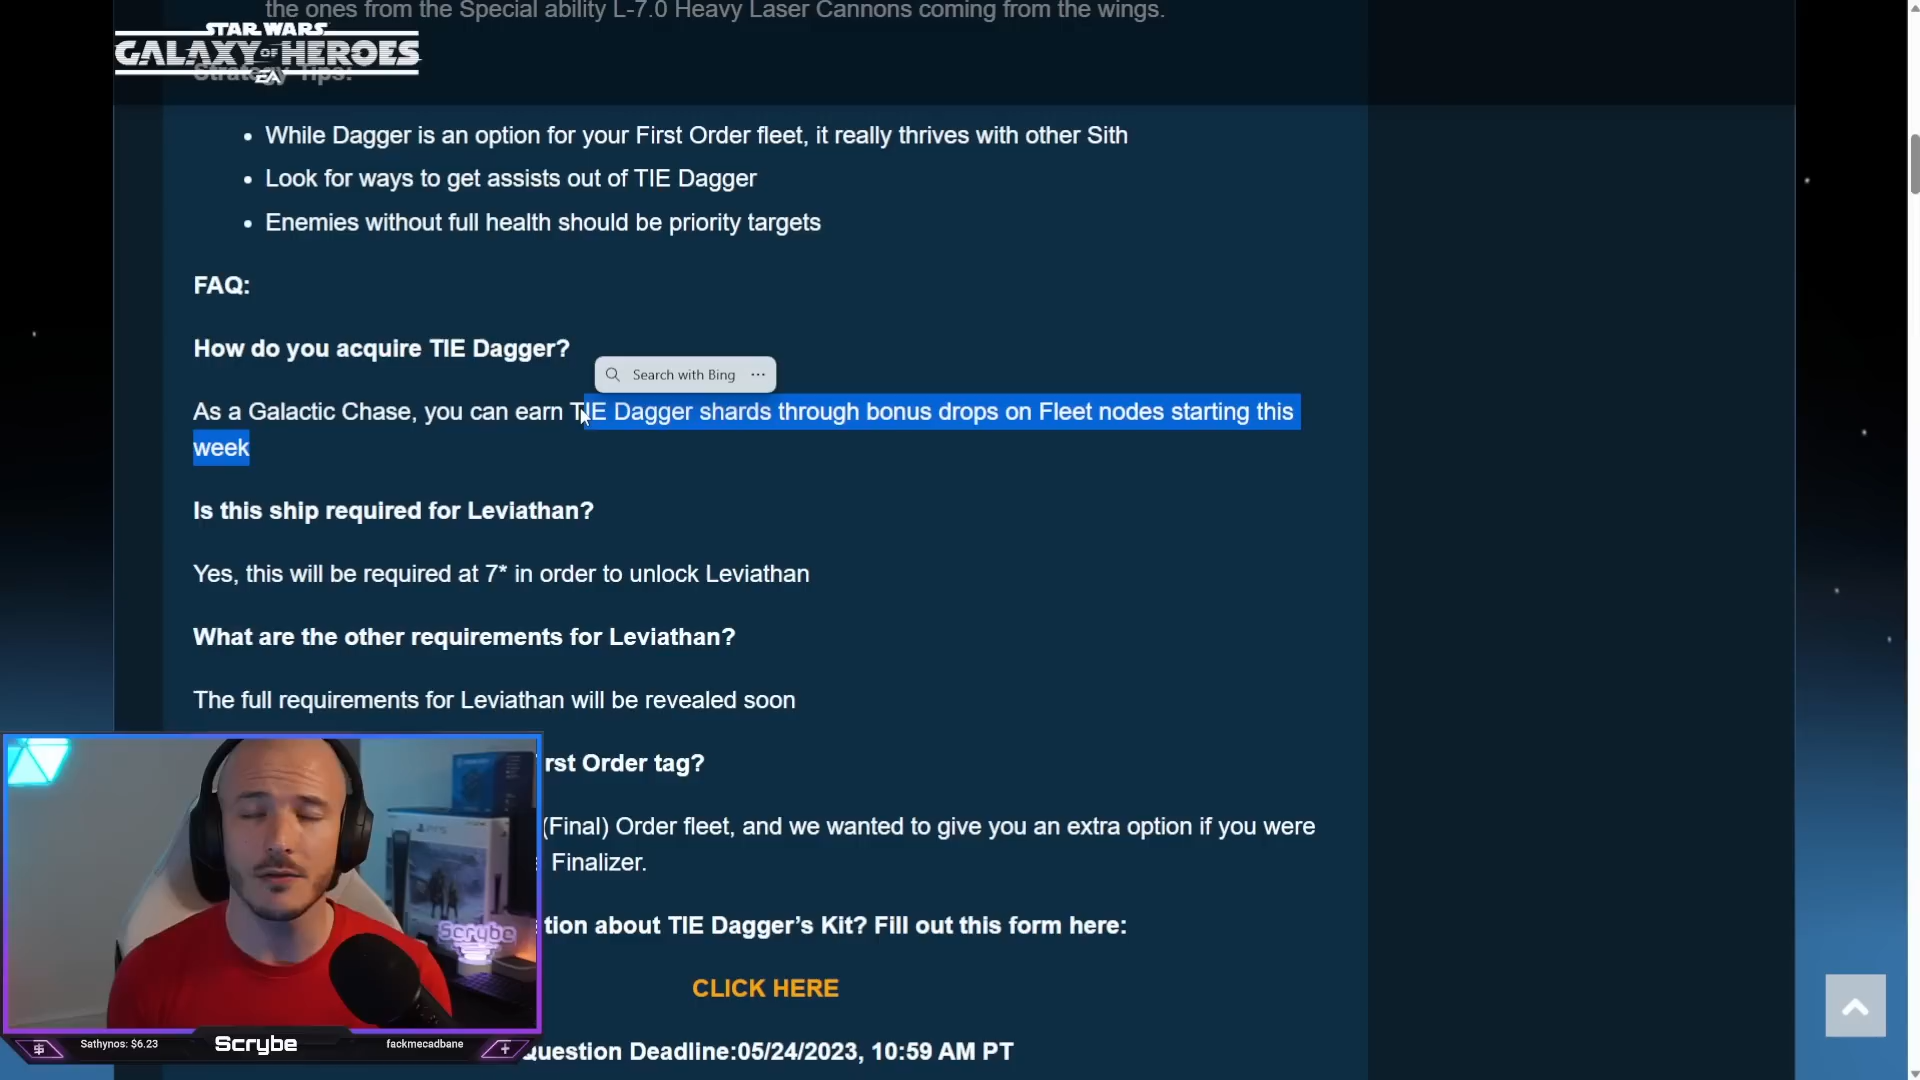 the ones from the Special ability L-7.0 Heavy Laser Cannons coming from the wings.
STAR WARS
GALAXY OF HEROES
EA
Strategy Tips:
• While Dagger is an option for your First Order fleet, it really thrives with other Sith
• Look for ways to get assists out of TIE Dagger
• Enemies without full health should be priority targets
FAQ:
How do you acquire TIE Dagger?
Search with Bing ...
As a Galactic Chase, you can earn TIE Dagger shards through bonus drops on Fleet nodes starting this
week
Is this ship required for Leviathan?
Yes, this will be required at 7* in order to unlock Leviathan
What are the other requirements for Leviathan?
The full requirements for Leviathan will be revealed soon
rst Order tag?
(Final) Order fleet, and we wanted to give you an extra option if you were
Finalizer.
tion about TIE Dagger's Kit? Fill out this form here:
CLICK HERE
Question Deadline:05/24/2023, 10:59 AM PT
Scrybe
Sathynos: $6.23
Scrybe
fackmecadbane